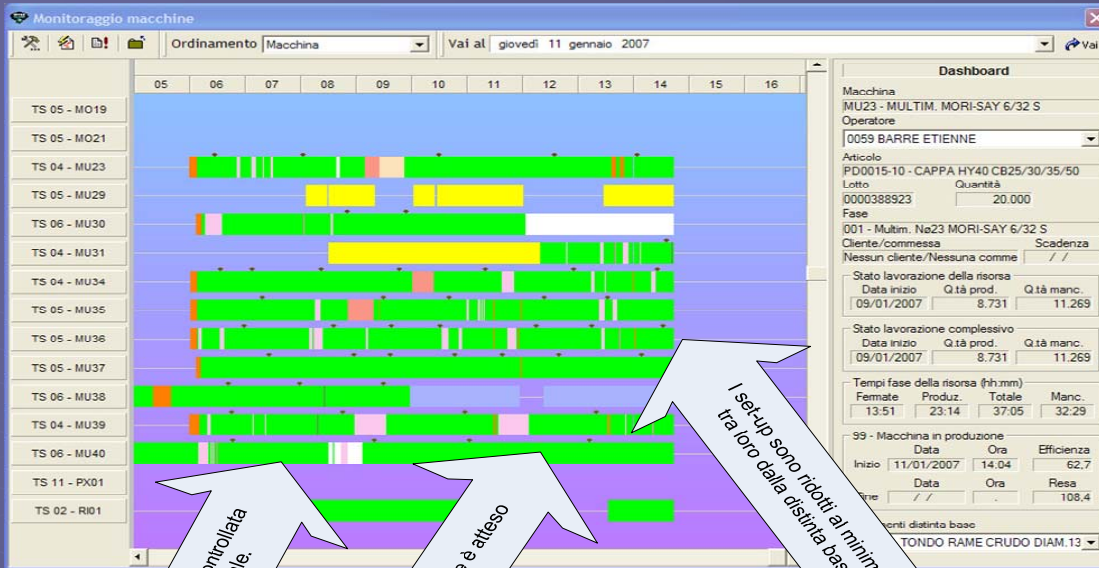 Monitoraggio macchine
Ordinamento Macchina Vai al giovedì 11 gennaio 2007 Vai
05 06 07 08 09 10 11 12 13 14 15 16
TS 05 - MO19
TS 05 - MO21
TS 04 - MU23
TS 05 - MU29
TS 06 - MU30
TS 04 - MU31
TS 04 - MU34
TS 05 - MU35
TS 05 - MU36
TS 05 - MU37
TS 06 - MU38
TS 04 - MU39
TS 06 - MU40
TS 11 - PX01
TS 02 - RI01
Dashboard
Macchina
MU23 - MULTIM. MORI-SAY 6/32 S
Operatore
0059 BARRE ETIENNE
Articolo
PD0015-10 - CAPPA HY40 CB25/30/35/50
Lotto Quantità
0000388923 20.000
Fase
001 - Multim. Nø23 MORI-SAY 6/32 S
Cliente/commessa Scadenza
Nessun cliente/Nessuna comme / /
Stato lavorazione della risorsa
Data inizio Q.tà prod. Q.tà manc.
09/01/2007 8.731 11.269
Stato lavorazione complessivo
Data inizio Q.tà prod. Q.tà manc.
09/01/2007 8.731 11.269
Tempi fase della risorsa (hh:mm)
Fermate Produz. Totale Manc.
13:51 23:14 37:05 32:29
99 - Macchina in produzione
Data Ora Efficienza
Inizio 11/01/2007 14:04 62,7
Data Ora Resa
/ / . 108,4
distinta base
TONDO RAME CRUDO DIAM.13
è atteso
I set-up sono ridotti al
tra loro dalla distinta